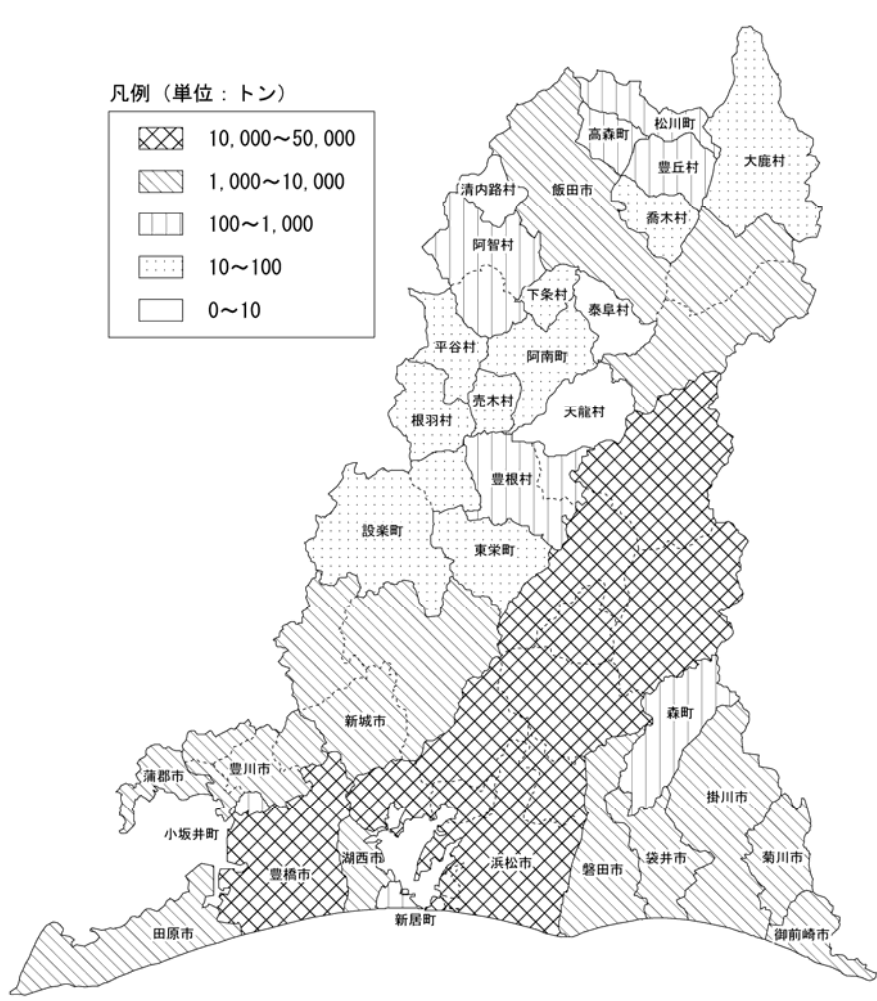 凡例（単位：トン）
10,000～50,000
1,000～10,000
100～1,000
10～100
0～10
松川町
高森町
大鹿村
豊丘村
清内路村
飯田市
喬木村
阿智村
下条村
泰阜村
平谷村
阿南町
売木村
天龍村
根羽村
豊根村
設楽町
東栄町
森町
新城市
豊川市
蒲郡市
掛川市
小坂井町
湖西市
浜松市
袋井市
菊川市
磐田市
豊橋市
新居町
田原市
御前崎市